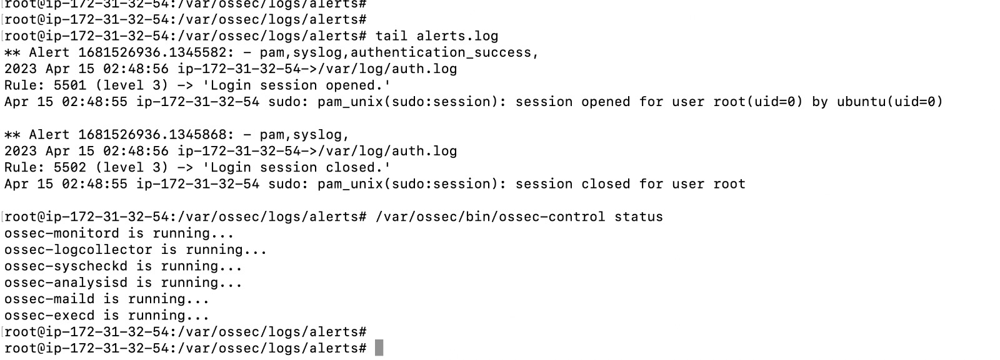 root@ip-172-31-32-54:/var/ossec/logs/alerts#
[root@ip-172-31-32-54:/var/ossec/logs/alerts#
[root@ip-172-31-32-54:/var/ossec/logs/alerts# tail alerts.log
** Alert 1681526936.1345582: - pam,syslog,authentication_success,
2023 Apr 15 02:48:56 ip-172-31-32-54->/var/log/auth.log
Rule: 5501 (level 3) -> 'Login session opened.'
Apr 15 02:48:55 ip-172-31-32-54 sudo: pam_unix(sudo:session): session opened for user root(uid=0) by ubuntu(uid=0)
** Alert 1681526936.1345868: - pam,syslog,
2023 Apr 15 02:48:56 ip-172-31-32-54->/var/log/auth.log
Rule: 5502 (level 3) -> 'Login session closed.'
Apr 15 02:48:55 ip-172-31-32-54 sudo: pam_unix(sudo:session): session closed for user root
[root@ip-172-31-32-54:/var/ossec/logs/alerts# /var/ossec/bin/ossec-control status
ossec-monitord is running...
ossec-logcollector is running...
ossec-syscheckd is running...
ossec-analysisd is running...
ossec-maild is running...
ossec-execd is running...
[root@ip-172-31-32-54:/var/ossec/logs/alerts#
root@ip-172-31-32-54:/var/ossec/logs/alerts#